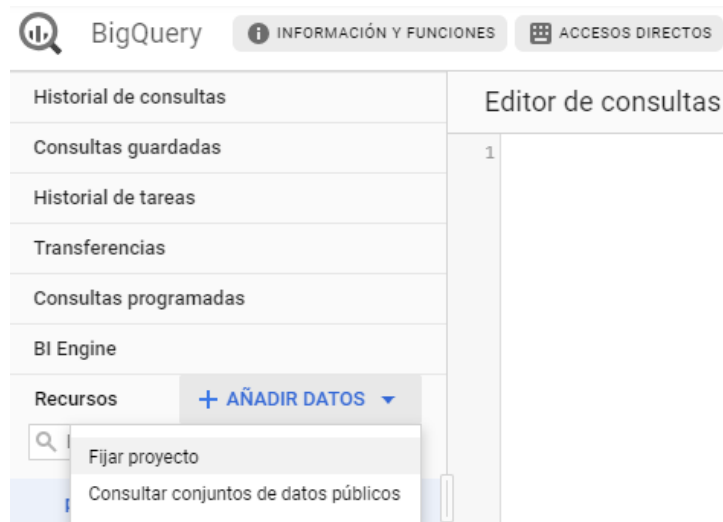 BigQuery
INFORMACIÓN Y FUNCIONES
ACCESOS DIRECTOS
Historial de consultas
Editor de consultas
Consultas guardadas
1
Historial de tareas
Transferencias
Consultas programadas
BI Engine
Recursos
+ AÑADIR DATOS
Fijar proyecto
Consultar conjuntos de datos públicos